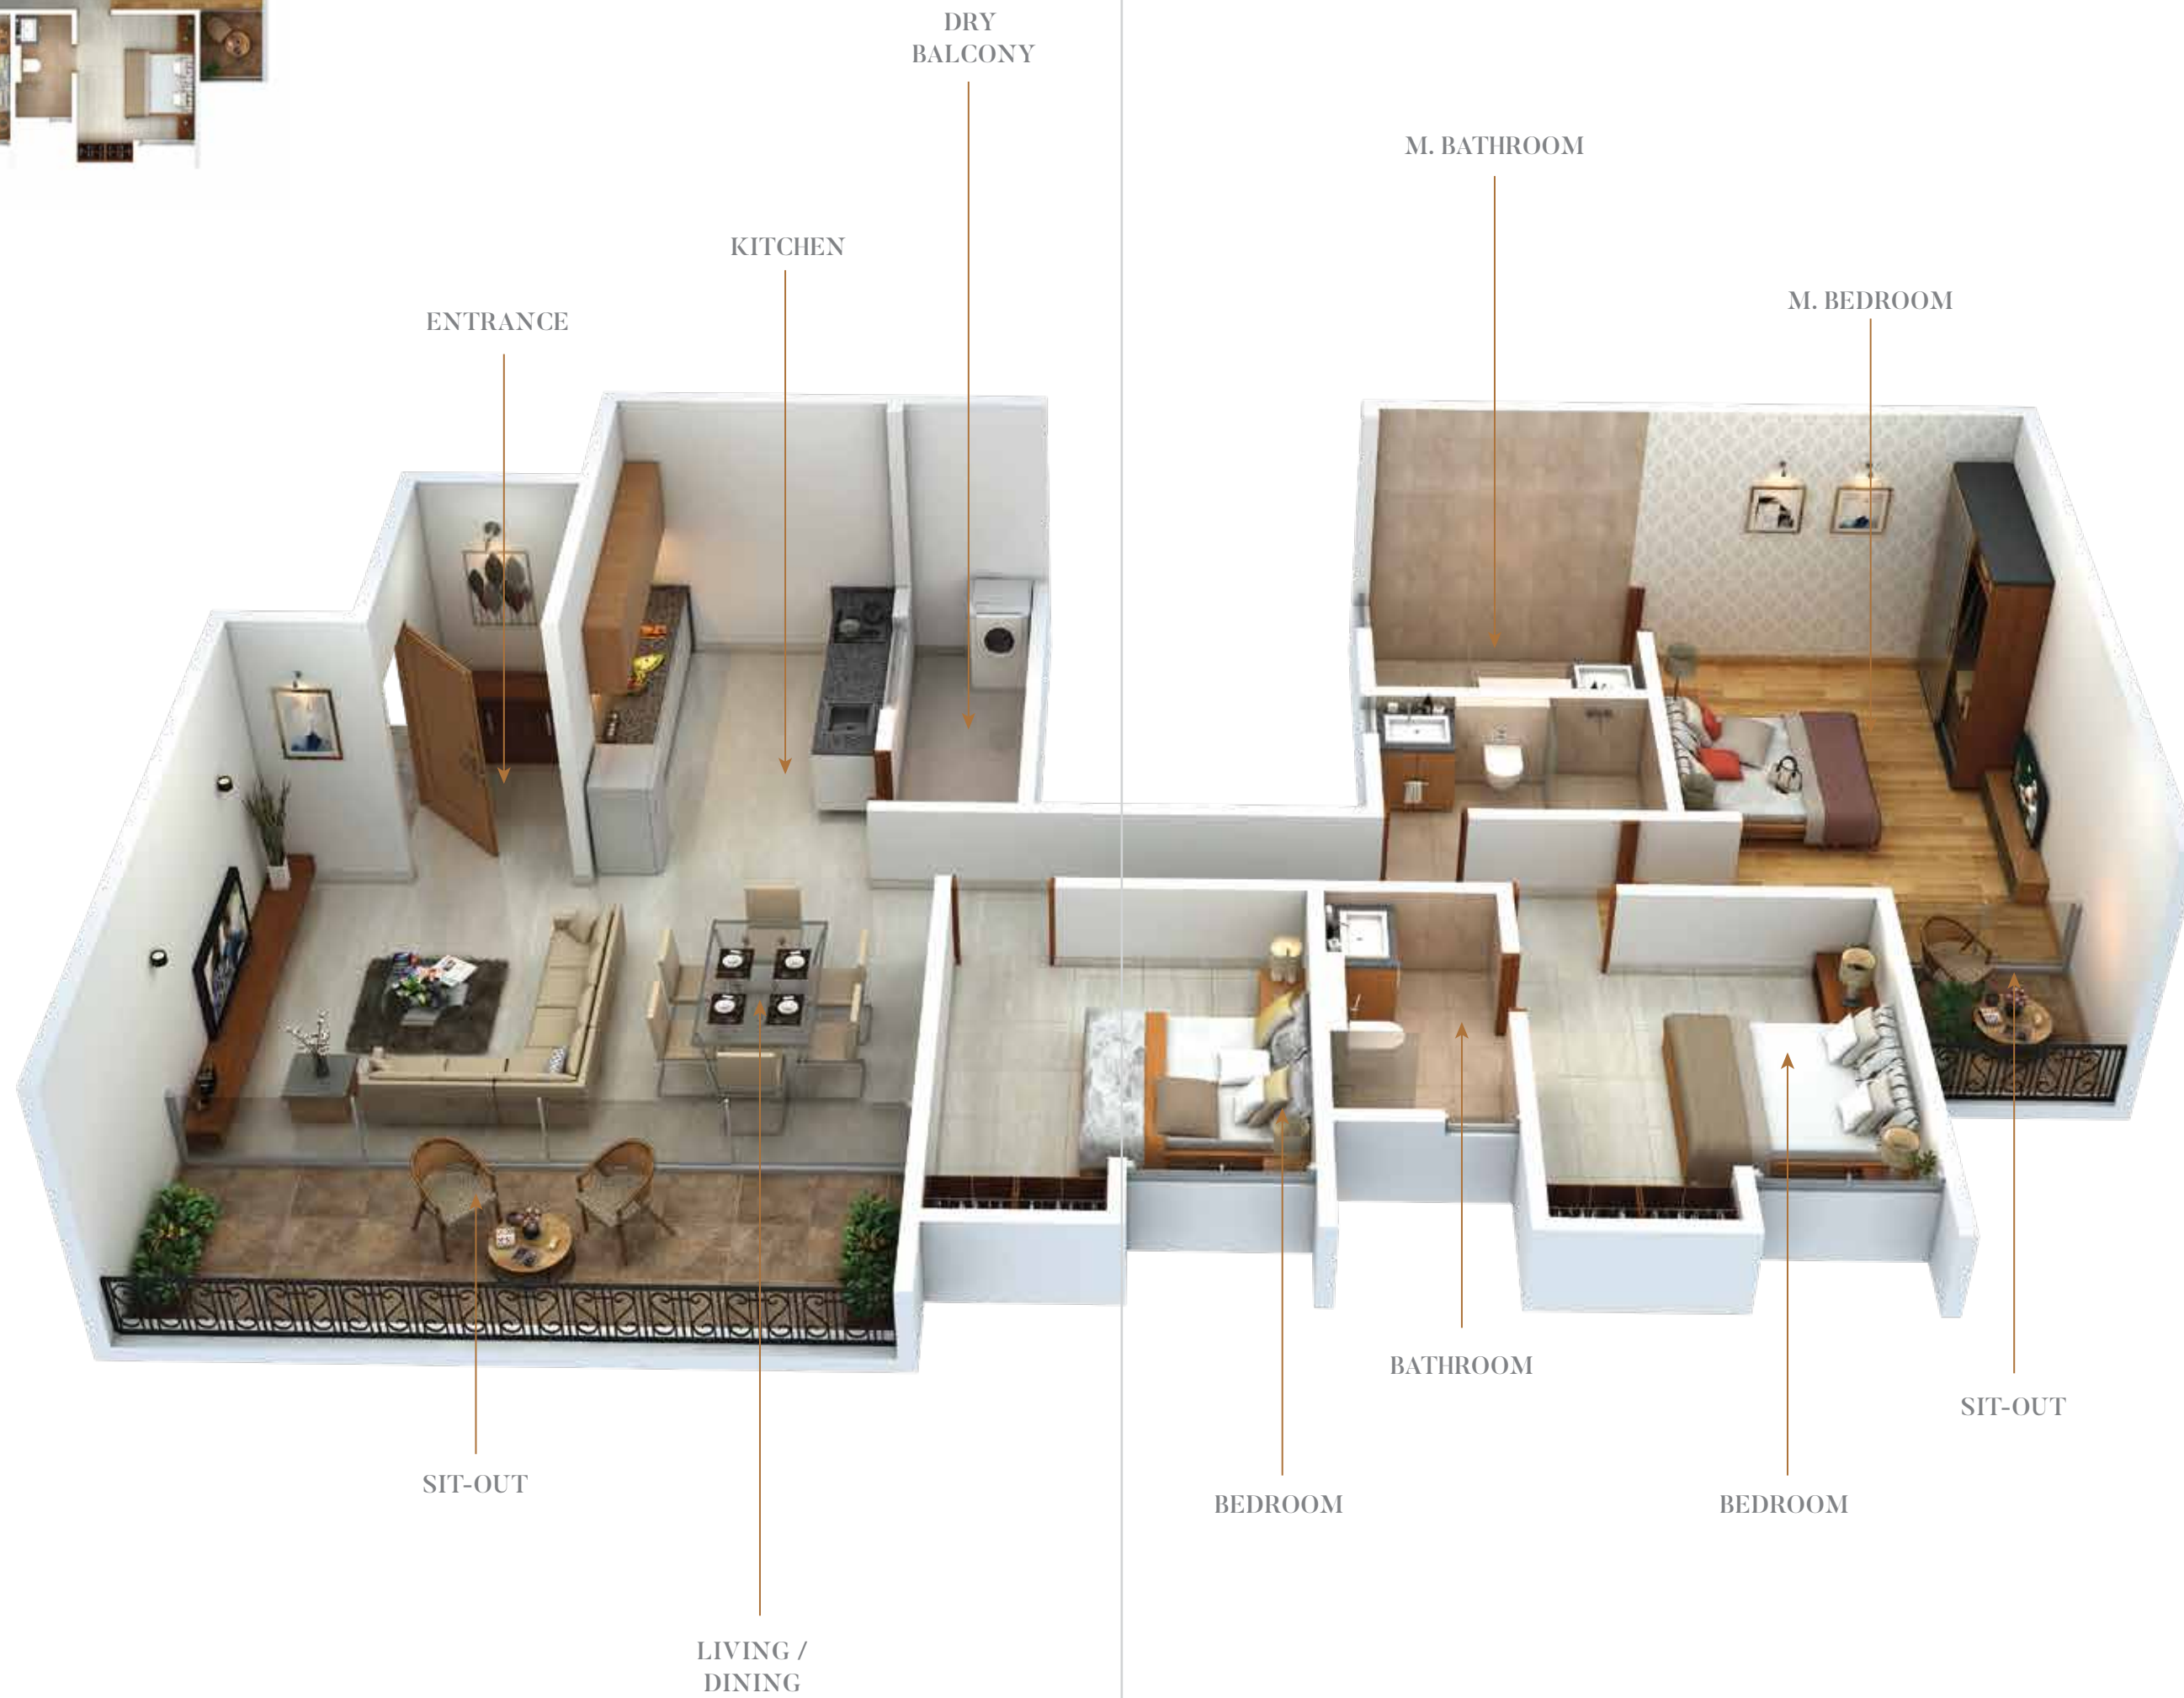 DRY
BALCONY
M. BATHROOM
KITCHEN
M. BEDROOM
ENTRANCE
BATHROOM
SIT-OUT
SIT-OUT
BEDROOM
BEDROOM
LIVING /
DINING